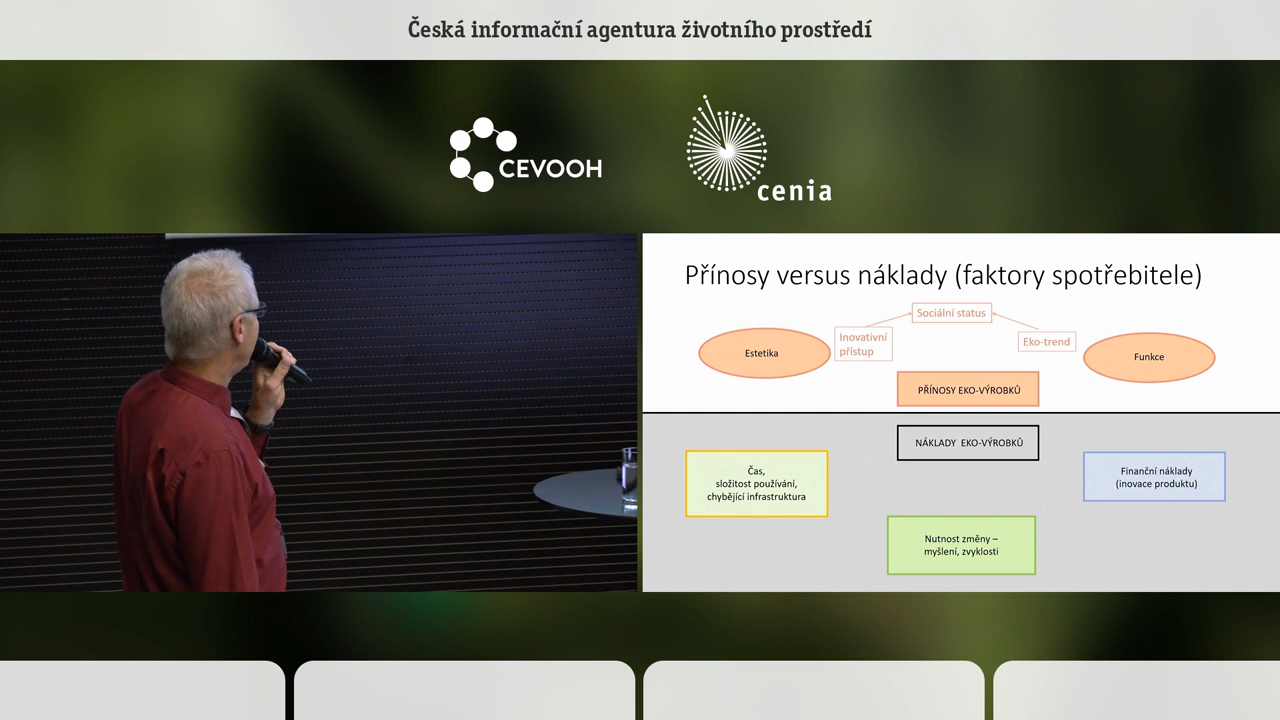 Česká informační agentura životního prostředí
CEVOOH
cenia
Přínosy versus náklady (faktory spotřebitele)
Sociální status
Inovativní
přístup
Eko-trend
Estetika
Funkce
PŘÍNOSY EKO-VÝROBKŮ
NÁKLADY EKO-VÝROBKŮ
Čas,
složitost používání,
chybějící infrastruktura
Finanční náklady
(inovace produktu)
Nutnost změny –
myšlení, zvyklosti